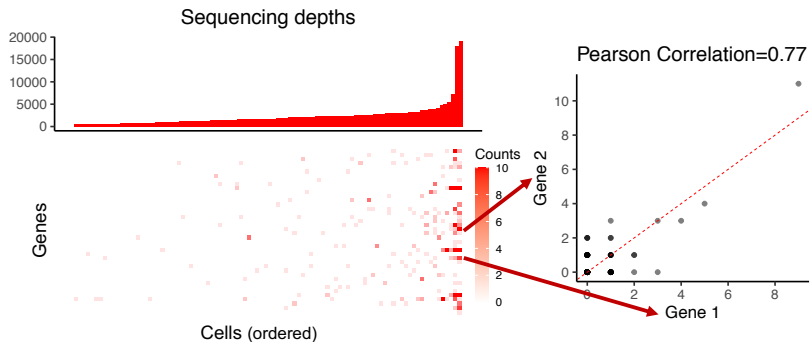 Sequencing depths
20000
15000
10000
5000
0
Genes
Cells (ordered)
Counts
10
8
6
4
2
0
Pearson Correlation=0.77
Gene 2
10
8
6
4
2
0
0 2 4 6 8
Gene 1